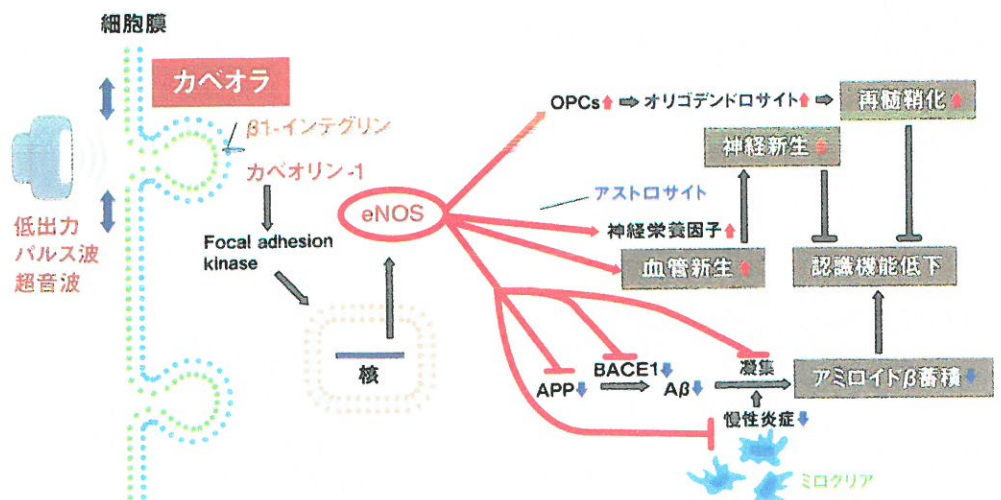 細胞膜
カベオラ
β1-インテグリン
カベオリン-1
低出力
パルス波
超音波
Focal adhesion
kinase
核
eNOS
OPCs⬆ ⇨ オリゴデンドロサイト⬆ ⇨ 再髄鞘化⬆
神経新生⬆
アストロサイト
神経栄養因子⬆
血管新生⬆
認識機能低下
BACE1⬇
APP⬇
Aβ⬇
凝集
アミロイドβ蓄積⬇
慢性炎症⬇
ミログリア